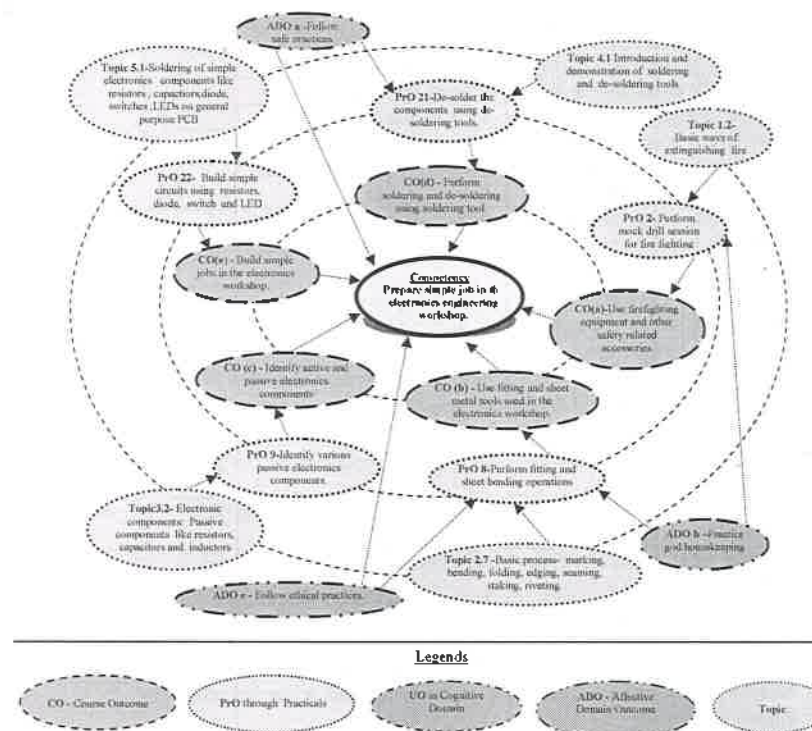 ADO a -Follow
safe practices
Topic 5.1-Soldering of simple
electronics components like
resistors, capactiors,diode,
switches ,LEDs on general
purpose PCB
Topic 4.1 Introduction and
demonstration of soldering
and de-soldering tools
PrO 21-De-solder the
components using de-
soldering tools.
Topic 1.2-
Basic ways of
extinguishing fire
PrO 22- Build simple
circuits using resistors,
diode, switch and LED
CO(d) - Perform
soldering and de-soldering
using soldering tool
PrO 2- Perform
mock drill session
for fire fighting
CO(e) - Build simple
jobs in the electronics
workshop.
Competency
Prepare simple job in th
electronics engineering
workshop.
CO(a)-Use firefighting
equipment and other
safety related
accessories.
CO (c) - Identify active and
passive electronics
components
CO (b) - Use fitting and sheet
metal tools used in the
electronics workshop.
PrO 9-Identify various
passive electronics
components.
PrO 8-Perform fitting and
sheet bending operations
Topic3.2- Electronic
components: Passive
components like resistors,
capacitors and inductors
ADO b -Practice
god housekeeping
Topic 2.7 -Basic process- marking,
bending, folding, edging, seaming,
staking, riveting.
ADO e - Follow ethical practices.
Legends
CO - Course Outcome
PrO through Practicals
UO in Cognitive
Domain
ADO - Affective
Domain Outcome
Topic